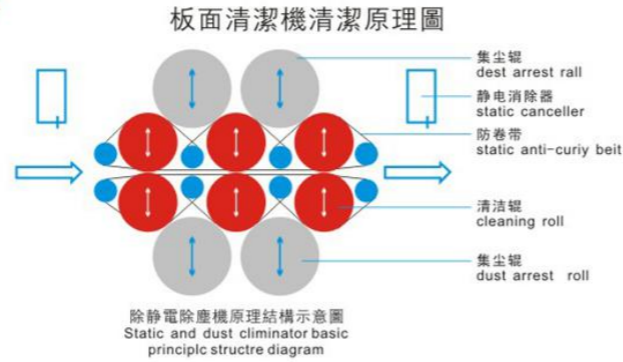 板面清潔機清潔原理圖
集尘辊
dest arrest rall
静电消除器
static canceller
防卷带
static anti-curiy beit
清洁辊
cleaning roll
集尘辊
dust arrest roll
除静電除塵機原理結構示意圖
Static and dust climinator basic
principlc structre diagram